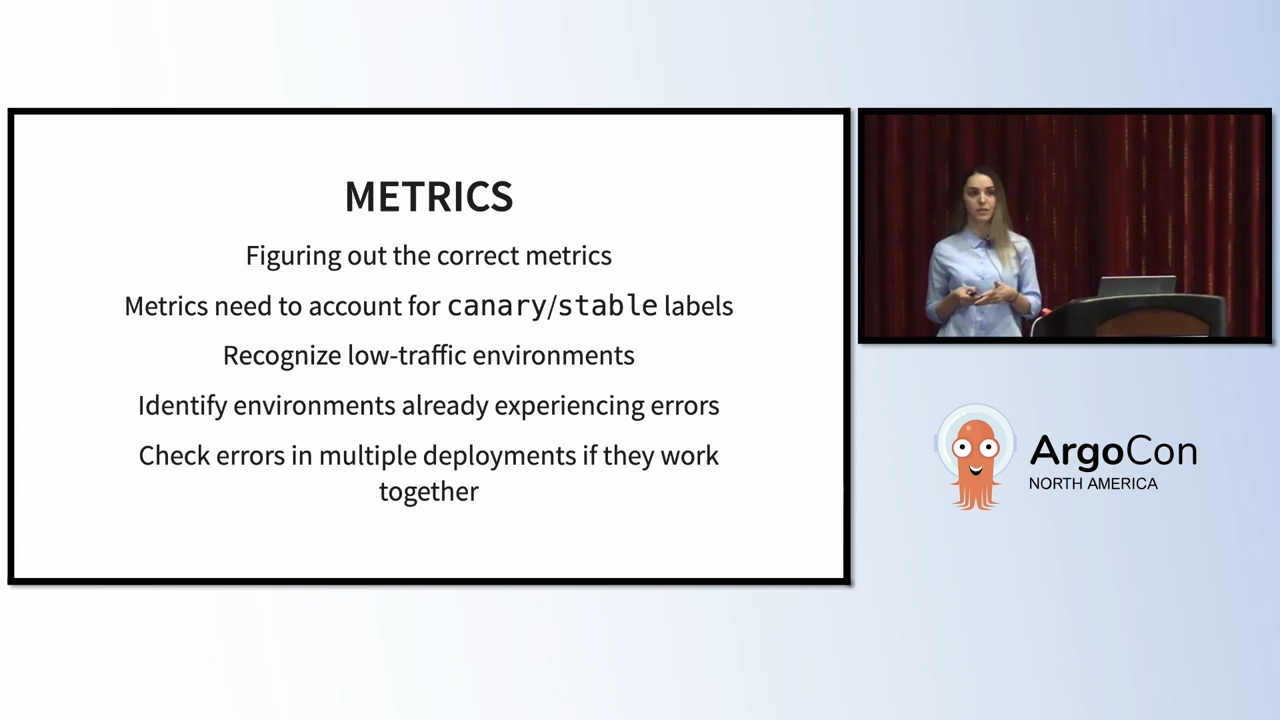 METRICS
Figuring out the correct metrics
Metrics need to account for canary/stable labels
Recognize low-traffic environments
Identify environments already experiencing errors
Check errors in multiple deployments if they work
together
ArgoCon
NORTH AMERICA